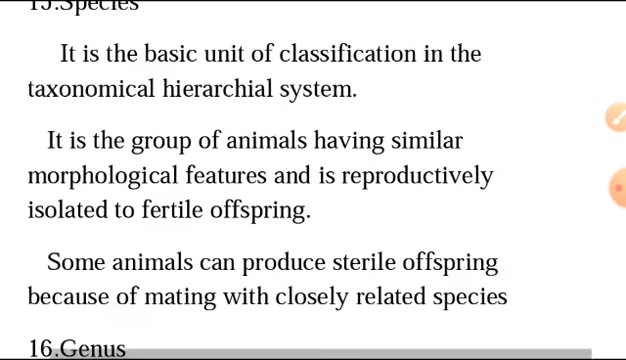 15.Species
It is the basic unit of classification in the
taxonomical hierarchial system.
It is the group of animals having similar
morphological features and is reproductively
isolated to fertile offspring.
Some animals can produce sterile offspring
because of mating with closely related species
16.Genus